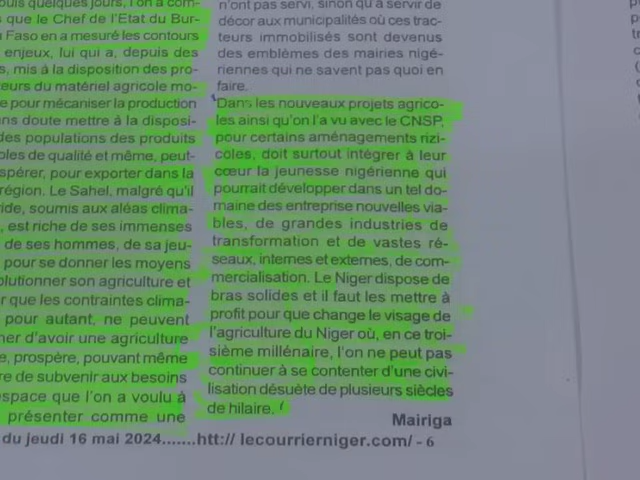 puis quelques jours, l'on a com-
que le Chef de l'Etat du Bur-
Faso en a mesuré les contours
enjeux, lui qui a, depuis des
mis à la disposition des pro-
teurs du matériel agricole mo-
pour mécaniser la production
doute mettre à la disposi-
des populations des produits
de qualité et même, peut-
pérer, pour exporter dans la
région. Le Sahel, malgré qu'il
soumis aux aléas clima-
est riche de ses immenses
de ses hommes, de sa jeu-
pour se donner les moyens
olutionner son agriculture et
que les contraintes clima-
pour autant, ne peuvent
d'avoir une agriculture
prospère, pouvant même
de subvenir aux besoins
espace que l'on a voulu à
présenter comme une
n'ont pas servi, sinon qu'à servir de
décor aux municipalités où ces trac-
teurs immobilisés sont devenus
des emblèmes des mairies nigé-
riennes qui ne savent pas quoi en
faire.
Dans les nouveaux projets agrico-
les ainsi qu'on l'a vu avec le CNSP,
pour certains aménagements rizi-
coles, doit surtout intégrer à leur
cœur la jeunesse nigérienne qui
pourrait développer dans un tel do-
maine des entreprise nouvelles via-
bles, de grandes industries de
transformation et de vastes ré-
seaux, internes et externes, de com-
mercialisation. Le Niger dispose de
bras solides et il faut les mettre à
profit pour que change le visage de
l'agriculture du Niger où, en ce troi-
sième millénaire, l'on ne peut pas
continuer à se contenter d'une civi-
lisation désuète de plusieurs siècles
de hilaire.
Mairiga
du jeudi 16 mai 2024.......htt:// lecourrierniger.com/ - 6